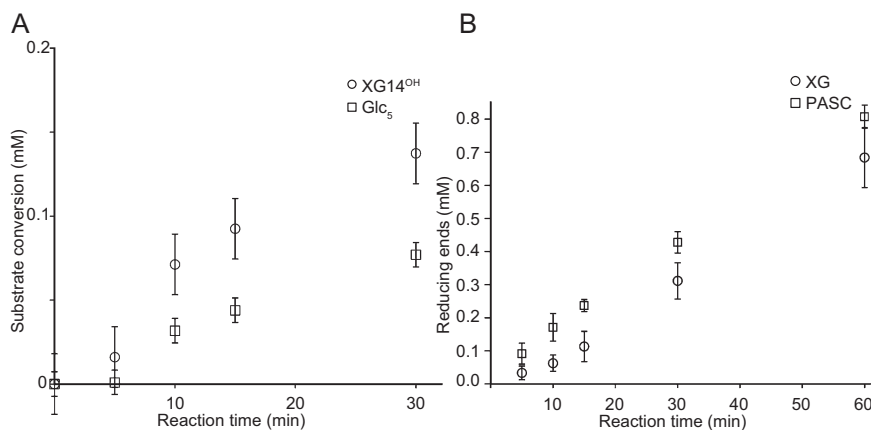 A
Substrate conversion (mM)
0.2
0.1
0
○ XG14ᴼᴴ
□ Glc₅
10
20
30
Reaction time (min)
B
Reducing ends (mM)
0.8
0.7
0.6
0.5
0.4
0.3
0.2
0.1
0.0
○ XG
□ PASC
10
20
30
40
50
60
Reaction time (min)